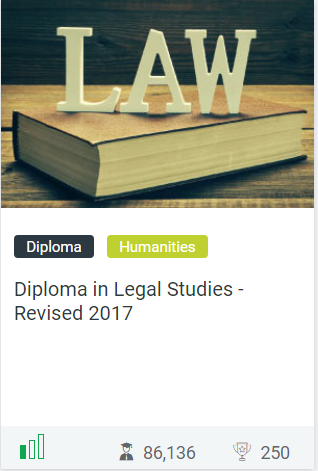 LAW
Diploma Humanities
Diploma in Legal Studies -
Revised 2017
86,136 250